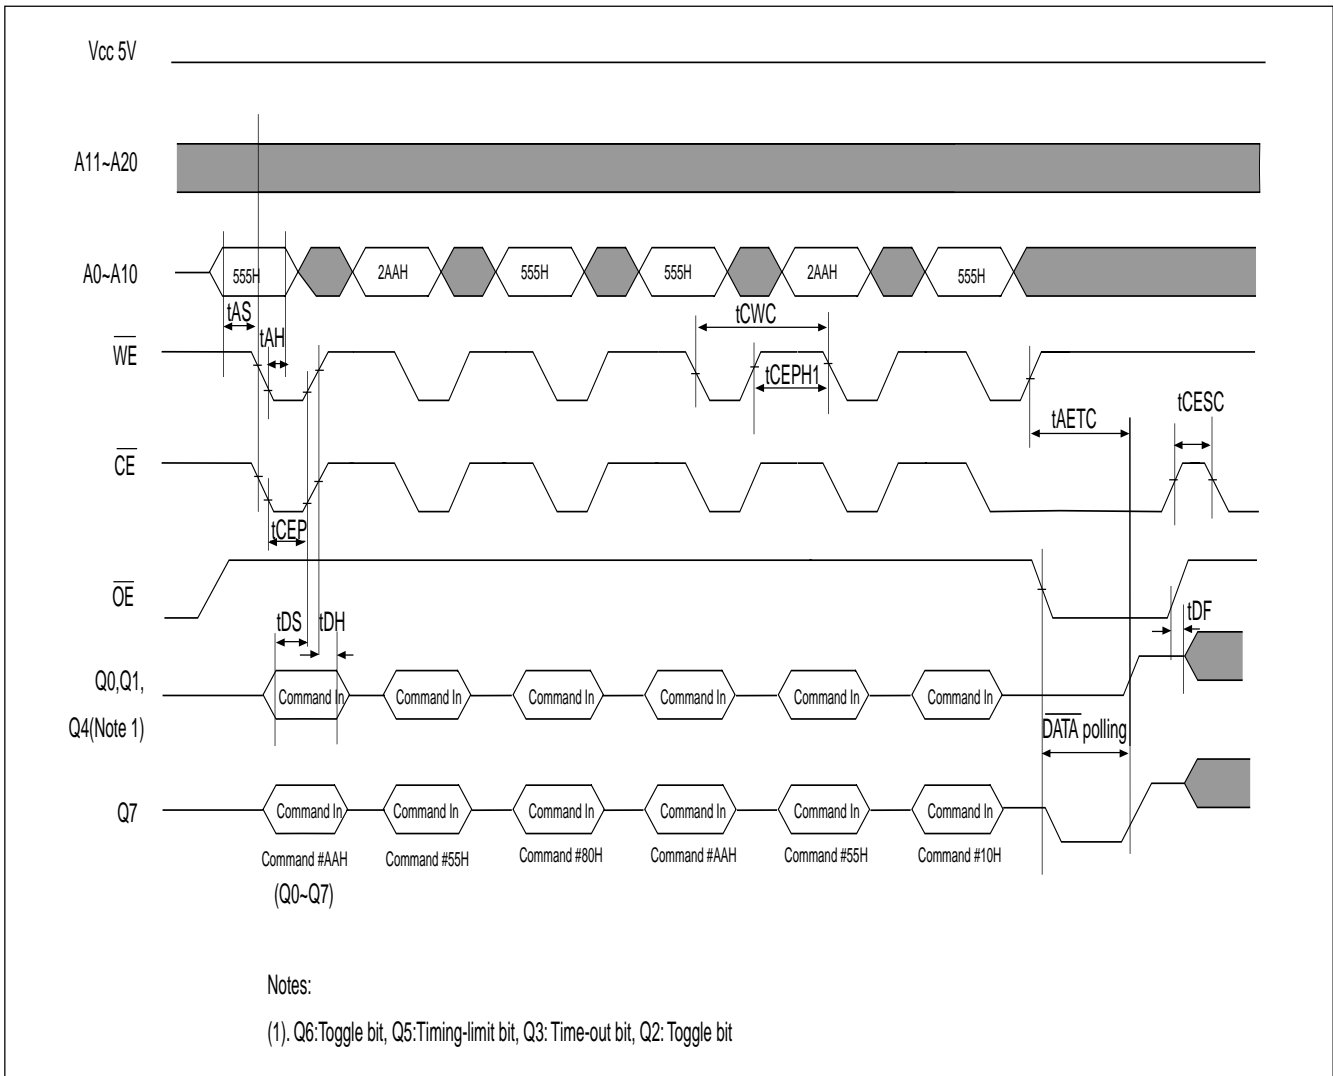 Vcc 5V
A11~A20
A0~A10
555H 2AAH 555H 555H 2AAH 555H
tAS
tAH
tCWC
WE
tCEPH1
tAETC
tCESC
CE
tCEP
OE
tDS tDH
tDF
Q0,Q1,
Q4(Note 1)
Command In Command In Command In Command In Command In Command In
DATA polling
Q7
Command In Command In Command In Command In Command In Command In
Command #AAH Command #55H Command #80H Command #AAH Command #55H Command #10H
(Q0~Q7)
Notes:
(1). Q6:Toggle bit, Q5:Timing-limit bit, Q3: Time-out bit, Q2: Toggle bit